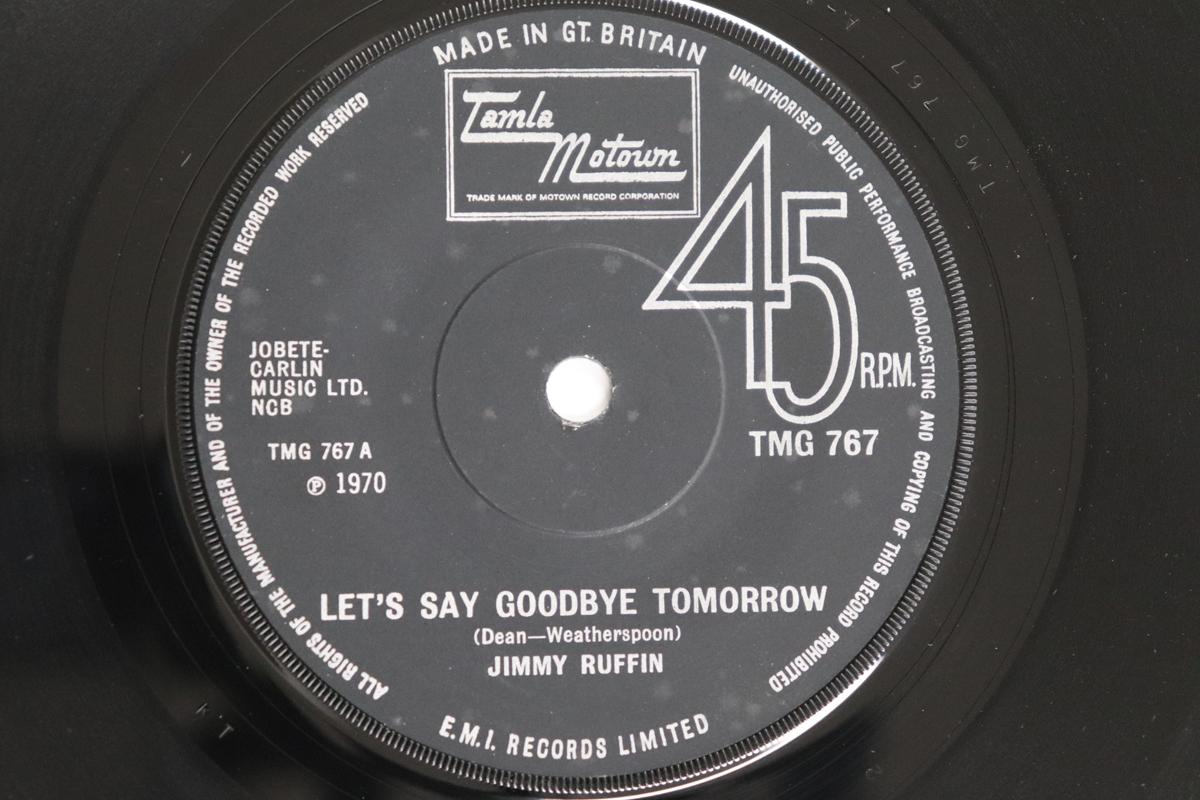 MADE IN GT. BRITAIN
Tamla
Motown
TRADE MARK OF MOTOWN RECORD CORPORATION
UNAUTHORISED PUBLIC PERFORMANCE BROADCASTING AND COPYING OF THIS RECORD PROHIBITED
ALL RIGHTS OF THE MANUFACTURER AND OF THE OWNER OF THE RECORDED WORK RESERVED
45
R.P.M.
TMG 767
JOBETE-
CARLIN
MUSIC LTD.
NCB
TMG 767 A
℗ 1970
LET'S SAY GOODBYE TOMORROW
(Dean—Weatherspoon)
JIMMY RUFFIN
E.M.I. RECORDS LIMITED
TMG 767 A-
K.T